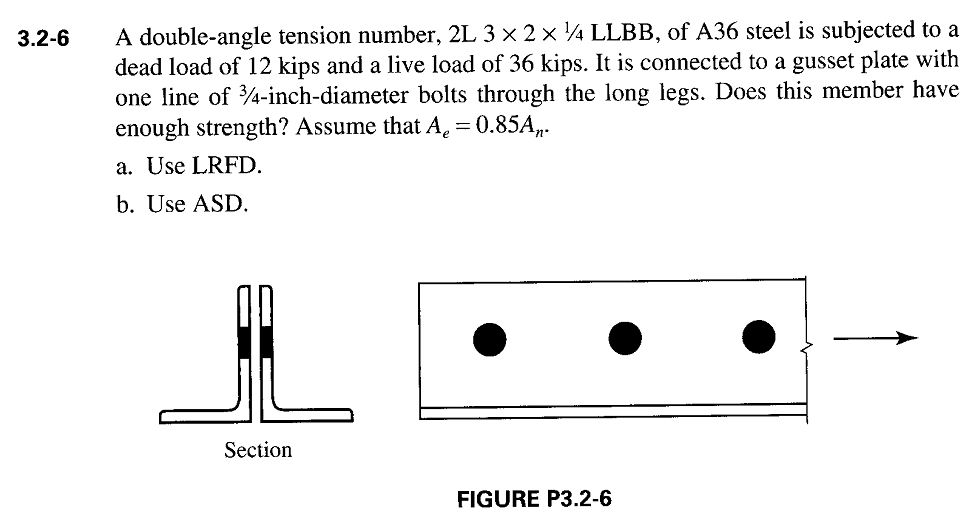 3.2-6 A double-angle tension number, 2L 3 × 2 × ¼ LLBB, of A36 steel is subjected to a
dead load of 12 kips and a live load of 36 kips. It is connected to a gusset plate with
one line of ¾-inch-diameter bolts through the long legs. Does this member have
enough strength? Assume that Aₑ = 0.85Aₙ.
a. Use LRFD.
b. Use ASD.
Section
FIGURE P3.2-6